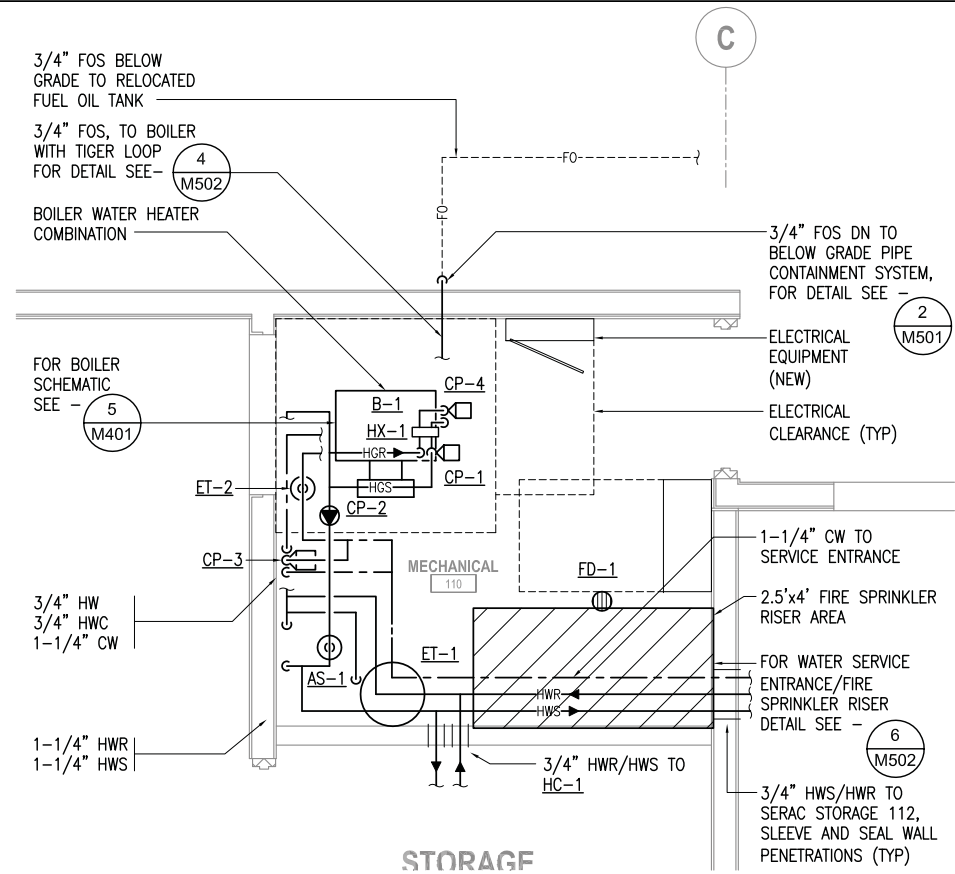 C
3/4" FOS BELOW
GRADE TO RELOCATED
FUEL OIL TANK
3/4" FOS, TO BOILER
WITH TIGER LOOP
FOR DETAIL SEE-
4
M502
FO
FO
BOILER WATER HEATER
COMBINATION
3/4" FOS DN TO
BELOW GRADE PIPE
CONTAINMENT SYSTEM,
FOR DETAIL SEE -
2
M501
ELECTRICAL
EQUIPMENT
(NEW)
FOR BOILER
SCHEMATIC
SEE -
5
M401
ELECTRICAL
CLEARANCE (TYP)
B-1
CP-4
HX-1
HGR
CP-1
HGS
ET-2
CP-2
CP-3
MECHANICAL
110
FD-1
1-1/4" CW TO
SERVICE ENTRANCE
3/4" HW
3/4" HWC
1-1/4" CW
2.5'x4' FIRE SPRINKLER
RISER AREA
AS-1
ET-1
HWR
HWS
FOR WATER SERVICE
ENTRANCE/FIRE
SPRINKLER RISER
DETAIL SEE -
6
M502
1-1/4" HWR
1-1/4" HWS
3/4" HWR/HWS TO
HC-1
3/4" HWS/HWR TO
SERAC STORAGE 112,
SLEEVE AND SEAL WALL
PENETRATIONS (TYP)
STORAGE